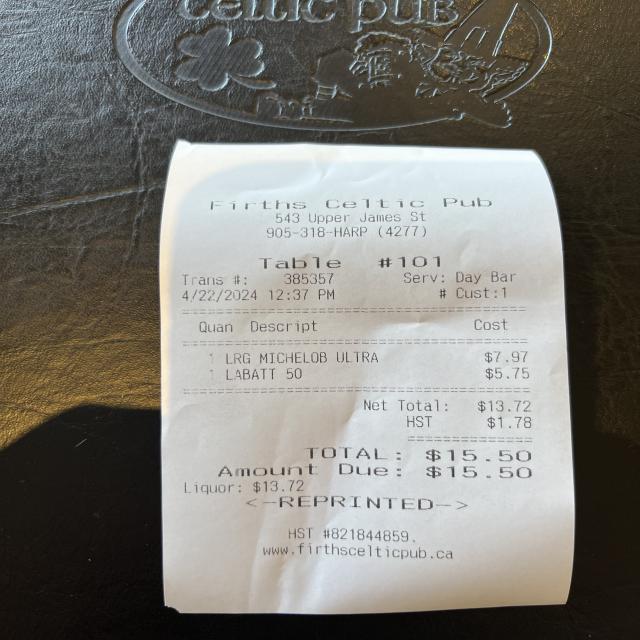 celtic pub
Firths Celtic Pub
543 Upper James St
905-318-HARP (4277)
Table #101
Trans #: 385357 Serv: Day Bar
4/22/2024 12:37 PM # Cust:1
Quan Descript Cost
1 LRG MICHELOB ULTRA $7.97
1 LABATT 50 $5.75
Net Total: $13.72
HST $1.78
TOTAL: $15.50
Amount Due: $15.50
Liquor: $13.72
<-REPRINTED->
HST #821844859.
www.firthscelticpub.ca